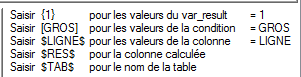 Saisir {1} pour les valeurs du var_result = 1
Saisir [GROS] pour les valeurs de la condition = GROS
Saisir $LIGNE$ pour les valeurs de la colonne = LIGNE
Saisir $RES$ pour la colonne calculée
Saisir $TAB$ pour le nom de la table